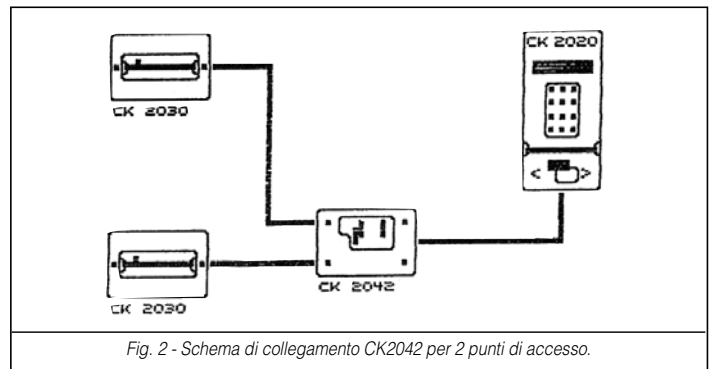 CK 2020
CK 2030
CK 2042
CK 2030
< >
Fig. 2 - Schema di collegamento CK2042 per 2 punti di accesso.